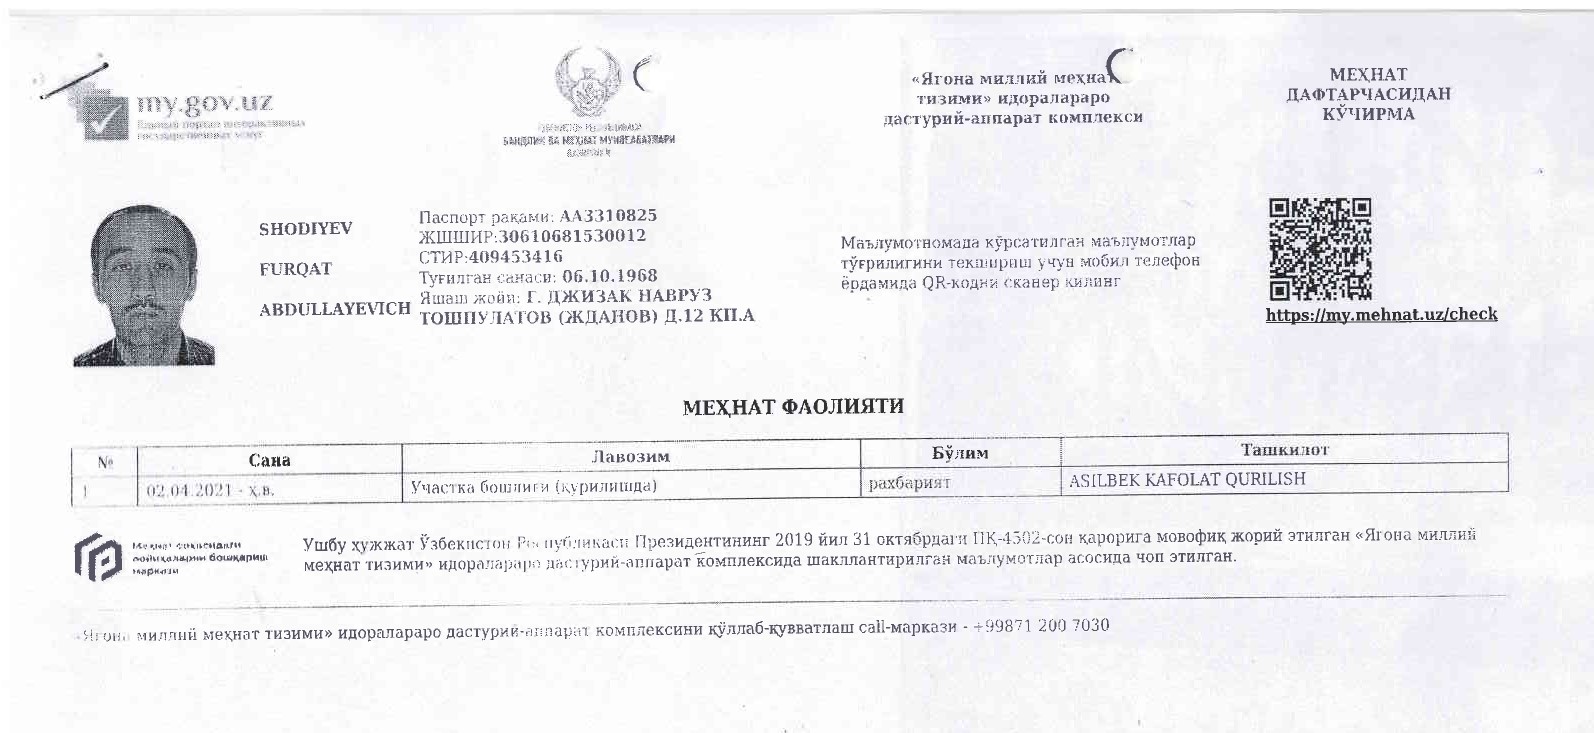 my.gov.uz
Единый портал интерактивных
государственных услуг
БАНДЛИК ВА МЕҲНАТ МУНОСАБАТЛАРИ
«Ягона миллий меҳнат
тизими» идоралараро
дастурий-аппарат комплекси
МЕҲНАТ
ДАФТАРЧАСИДАН
КЎЧИРМА
SHODIYEV
FURQAT
ABDULLAYEVICH
Паспорт рақами: AA3310825
ЖШШИР:30610681530012
СТИР:409453416
Туғилган санаси: 06.10.1968
Яшаш жойи: Г. ДЖИЗАК НАВРУЗ
ТОШПУЛАТОВ (ЖДАНОВ) Д.12 КП.А
Маълумотномада кўрсатилган маълумотлар
тўғрилигини текшириш учун мобил телефон
ёрдамида QR-кодни сканер қилинг
https://my.mehnat.uz/check
МЕҲНАТ ФАОЛИЯТИ
№ Сана Лавозим Бўлим Ташкилот
1 02.04.2021 - ҳ.в. Участка бошлиғи (қурилишда) рахбарият ASILBEK KAFOLAT QURILISH
Меҳнат соҳасидаги
лойиҳаларни бошқариш
маркази
Ушбу ҳужжат Ўзбекистон Республикаси Президентининг 2019 йил 31 октябрдаги ПҚ-4502-сон қарорига мовофиқ жорий этилган «Ягона миллий
меҳнат тизими» идоралараро дастурий-аппарат комплексида шакллантирилган маълумотлар асосида чоп этилган.
«Ягона миллий меҳнат тизими» идоралараро дастурий-аппарат комплексини қўллаб-қувватлаш call-маркази - +99871 200 7030